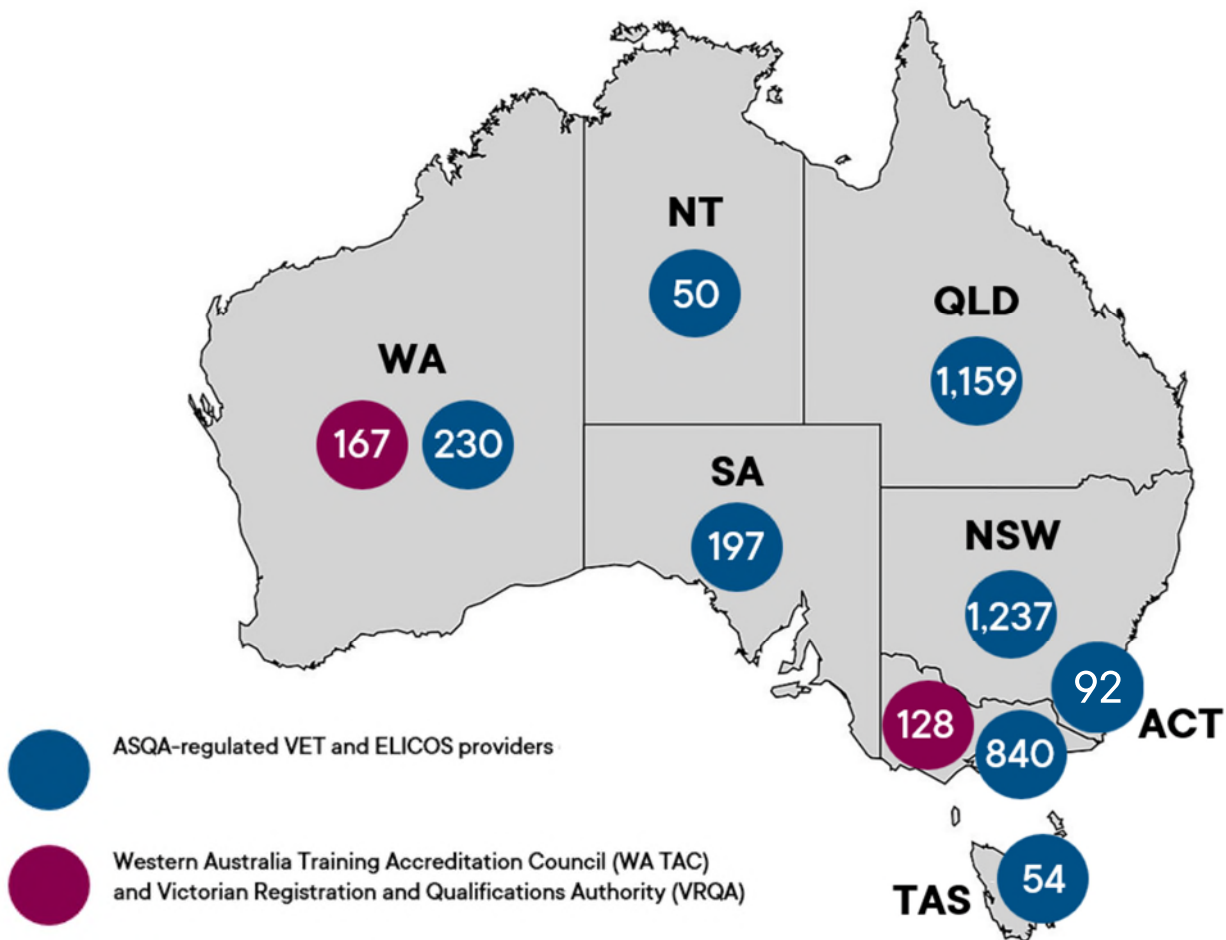 NT
50
QLD
1,159
WA
167 230
SA
197
NSW
1,237
92
ACT
128
840
ASQA-regulated VET and ELICOS providers
Western Australia Training Accreditation Council (WA TAC)
and Victorian Registration and Qualifications Authority (VRQA)
54
TAS